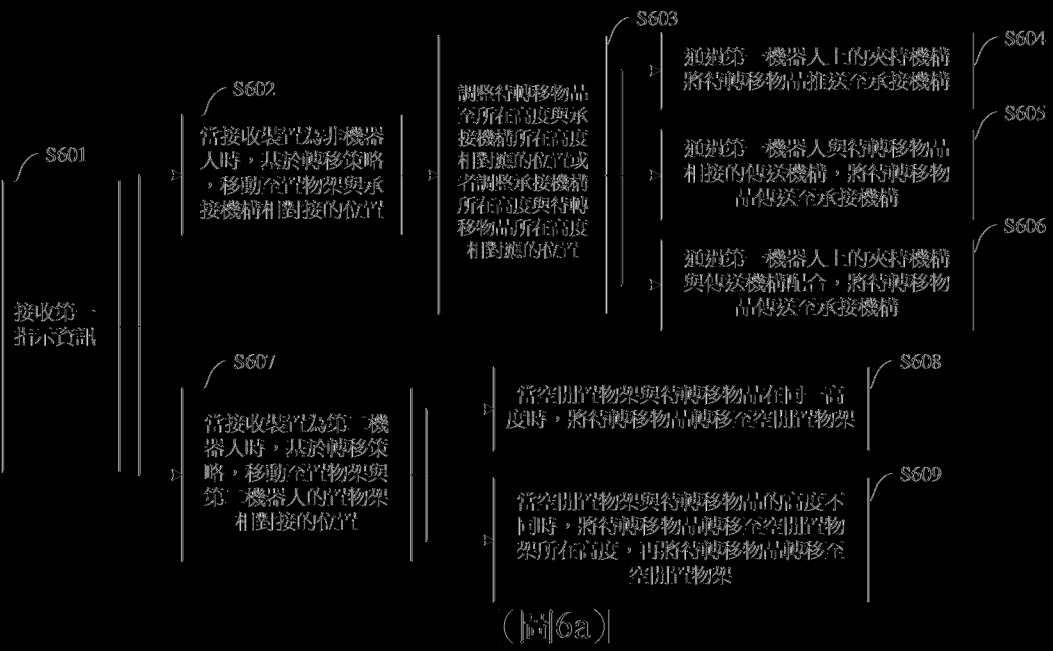 S601
接收第一
指示資訊
S602
當接收裝置為非機器
人時，基於轉移策略
，移動至置物架與承
接機構相對接的位置
S603
調整待轉移物品
至所在高度與承
接機構所在高度
相對應的位置或
者調整承接機構
所在高度與待轉
移物品所在高度
相對應的位置
S604
通過第一機器人上的夾持機構
將待轉移物品推送至承接機構
S605
通過第一機器人與待轉移物品
相接的傳送機構，將待轉移物
品傳送至承接機構
S606
通過第一機器人上的夾持機構
與傳送機構配合，將待轉移物
品傳送至承接機構
S607
當接收裝置為第二機
器人時，基於轉移策
略，移動至置物架與
第二機器人的置物架
相對接的位置
S608
當空閒置物架與待轉移物品在同一高
度時，將待轉移物品轉移至空閒置物架
S609
當空閒置物架與待轉移物品的高度不
同時，將待轉移物品轉移至空閒置物
架所在高度，再將待轉移物品轉移至
空閒置物架
（圖6a）